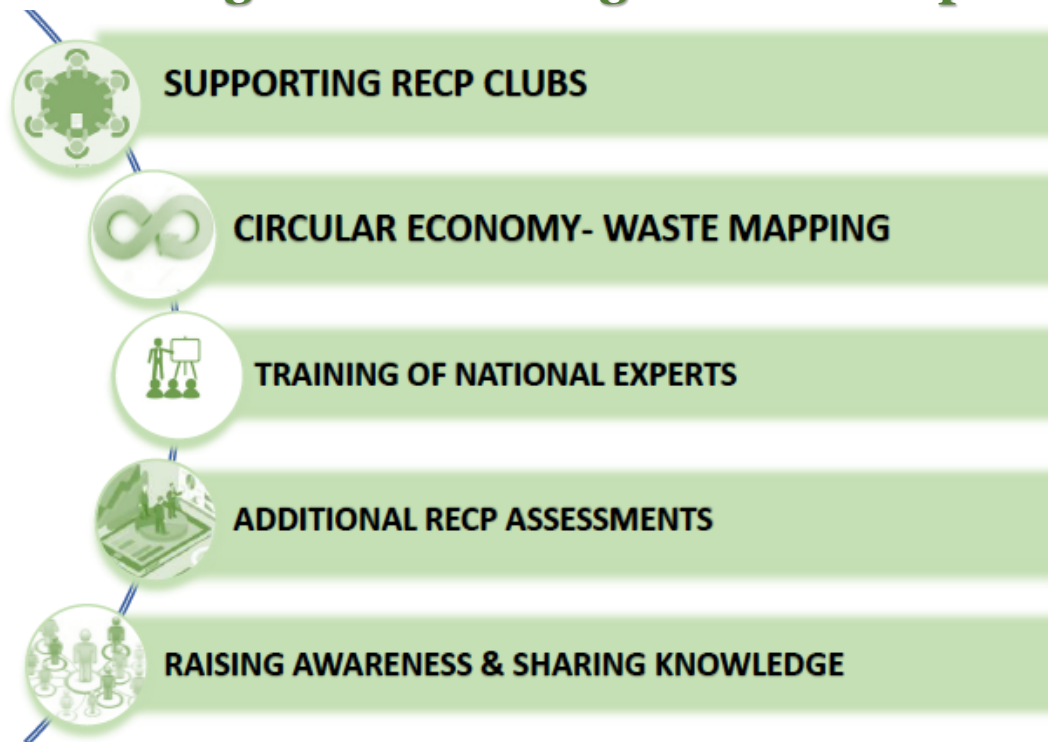 SUPPORTING RECP CLUBS
CIRCULAR ECONOMY- WASTE MAPPING
TRAINING OF NATIONAL EXPERTS
ADDITIONAL RECP ASSESSMENTS
RAISING AWARENESS & SHARING KNOWLEDGE